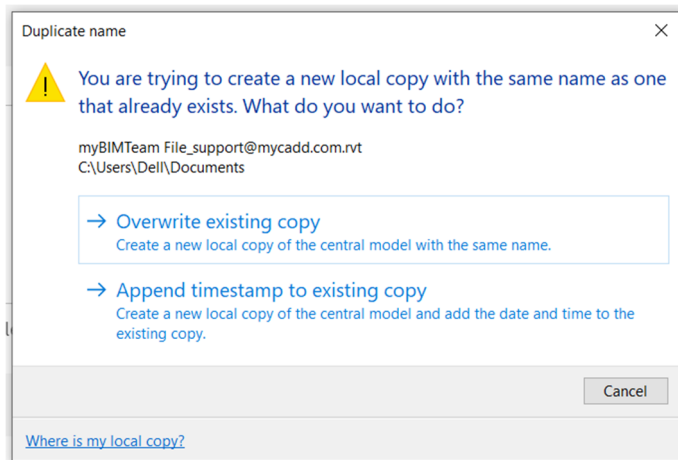 Duplicate name
You are trying to create a new local copy with the same name as one
that already exists. What do you want to do?
myBIMTeam File_support@mycadd.com.rvt
C:\Users\Dell\Documents
Overwrite existing copy
Create a new local copy of the central model with the same name.
Append timestamp to existing copy
Create a new local copy of the central model and add the date and time to the
existing copy.
Cancel
Where is my local copy?